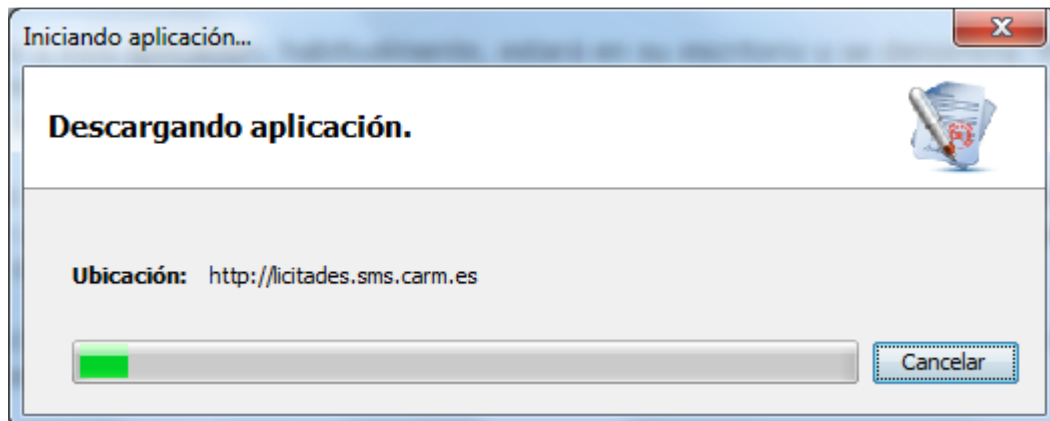 Iniciando aplicación...
Descargando aplicación.
Ubicación: http://licitades.sms.carm.es
Cancelar